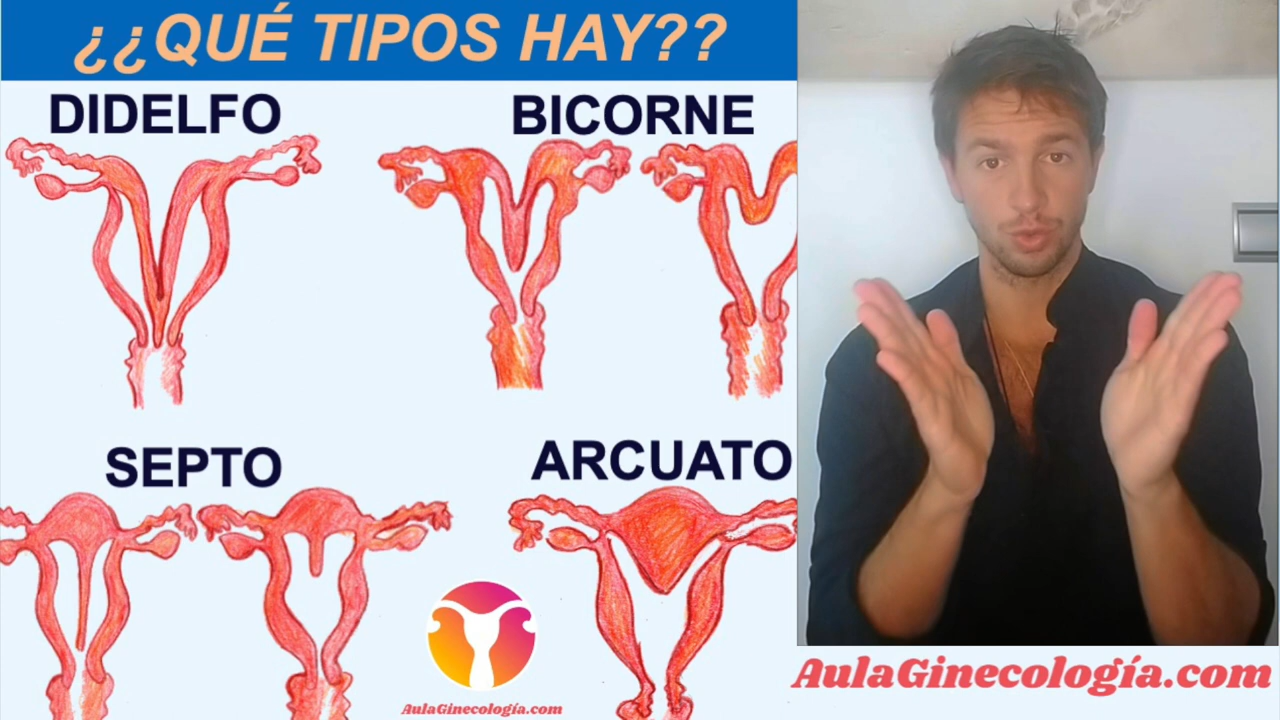 ¿¿QUÉ TIPOS HAY??
DIDELFO
BICORNE
SEPTO
ARCUATO
AulaGinecología.com
AulaGinecología.com